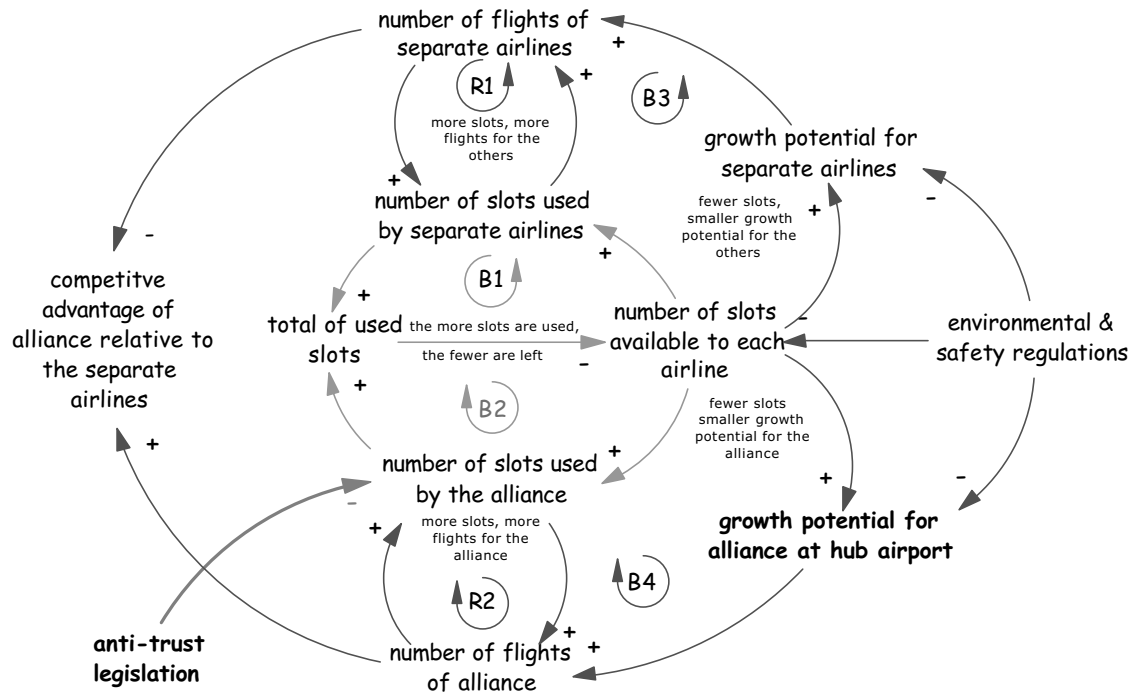 number of flights of
separate airlines
+
+
R1
B3
more slots, more
flights for the
others
growth potential for
separate airlines
+
number of slots used
by separate airlines
fewer slots,
smaller growth
potential for the
others
+
-
-
+
B1
competitve
advantage of
alliance relative to
the separate
airlines
+
total of used
slots
the more slots are used,
the fewer are left
-
number of slots
available to each
airline
-
environmental &
safety regulations
+
B2
fewer slots
smaller growth
potential for the
alliance
+
+
number of slots used
by the alliance
-
+
-
growth potential for
alliance at hub airport
more slots, more
flights for the
alliance
+
R2
B4
anti-trust
legislation
number of flights
of alliance
+
+